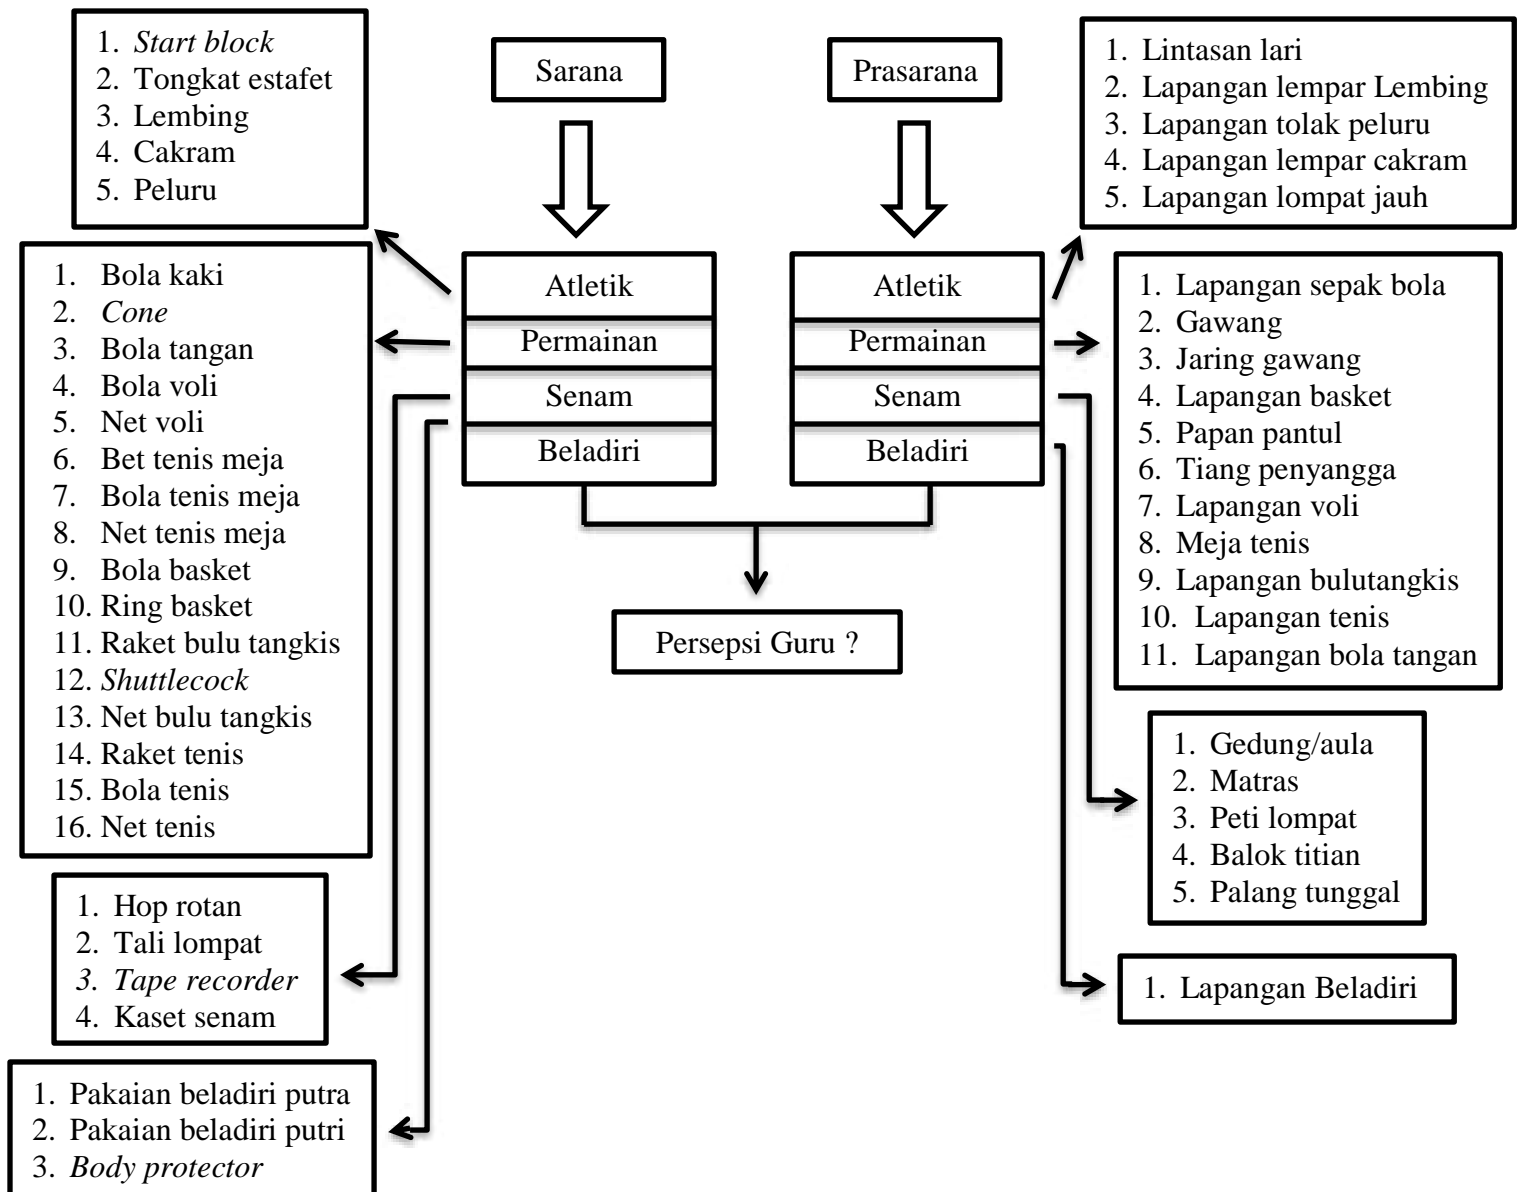 1. Start block
2. Tongkat estafet
3. Lembing
4. Cakram
5. Peluru
Sarana
Prasarana
1. Lintasan lari
2. Lapangan lempar Lembing
3. Lapangan tolak peluru
4. Lapangan lempar cakram
5. Lapangan lompat jauh
Atletik
Permainan
Senam
Beladiri
Atletik
Permainan
Senam
Beladiri
1. Bola kaki
2. Cone
3. Bola tangan
4. Bola voli
5. Net voli
6. Bet tenis meja
7. Bola tenis meja
8. Net tenis meja
9. Bola basket
10. Ring basket
11. Raket bulu tangkis
12. Shuttlecock
13. Net bulu tangkis
14. Raket tenis
15. Bola tenis
16. Net tenis
1. Lapangan sepak bola
2. Gawang
3. Jaring gawang
4. Lapangan basket
5. Papan pantul
6. Tiang penyangga
7. Lapangan voli
8. Meja tenis
9. Lapangan bulutangkis
10. Lapangan tenis
11. Lapangan bola tangan
Persepsi Guru ?
1. Gedung/aula
2. Matras
3. Peti lompat
4. Balok titian
5. Palang tunggal
1. Hop rotan
2. Tali lompat
3. Tape recorder
4. Kaset senam
1. Lapangan Beladiri
1. Pakaian beladiri putra
2. Pakaian beladiri putri
3. Body protector